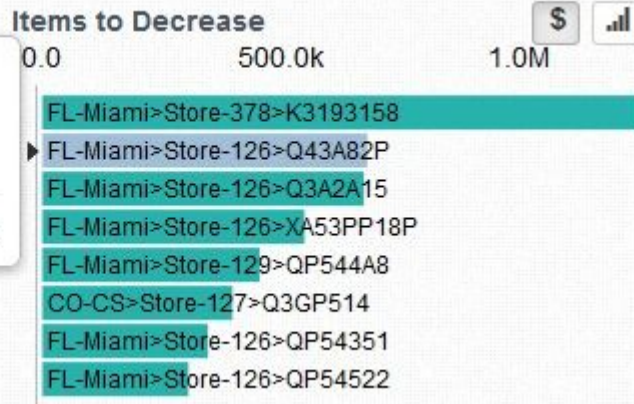 Items to Decrease
$
0.0 500.0k 1.0M
FL-Miami>Store-378>K3193158
FL-Miami>Store-126>Q43A82P
FL-Miami>Store-126>Q3A2A15
FL-Miami>Store-126>XA53PP18P
FL-Miami>Store-129>QP544A8
CO-CS>Store-127>Q3GP514
FL-Miami>Store-126>QP54351
FL-Miami>Store-126>QP54522